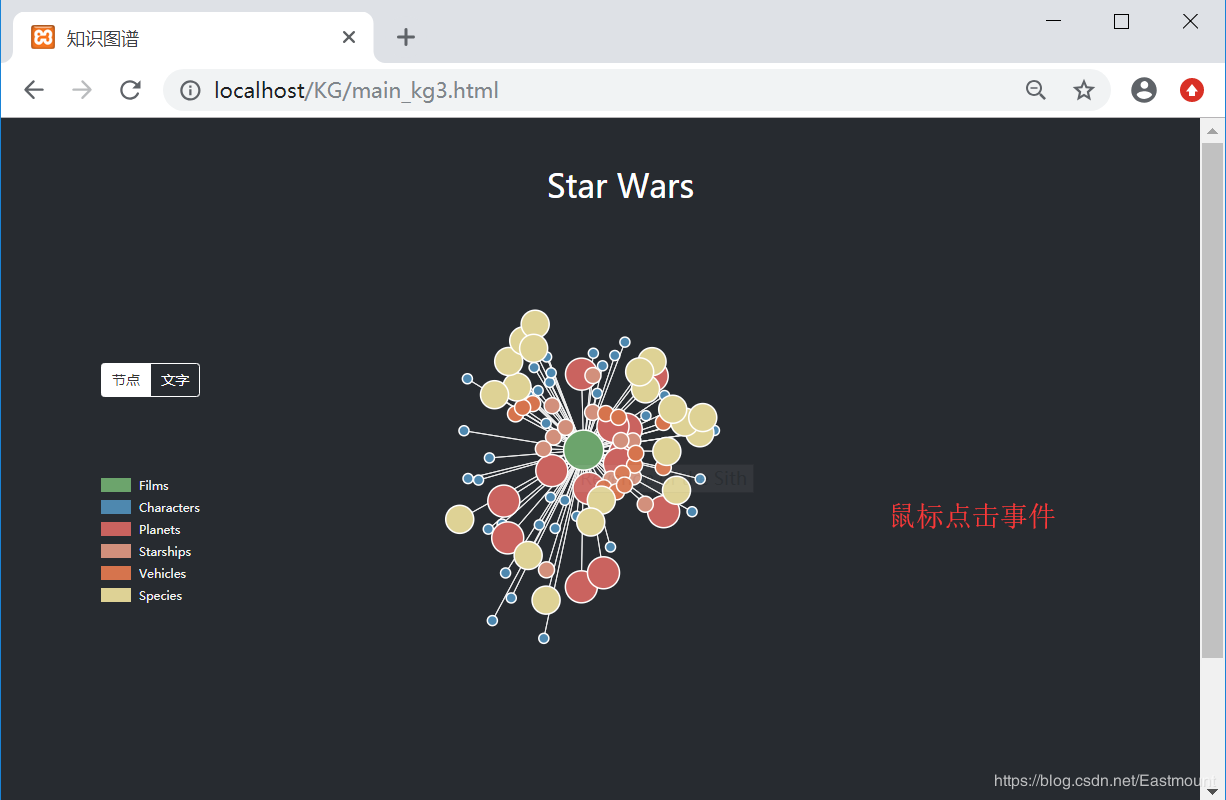 知识图谱
localhost/KG/main_kg3.html
Star Wars
节点 文字
Films
Characters
Planets
Starships
Vehicles
Species
Sith
鼠标点击事件
https://blog.csdn.net/Eastmount